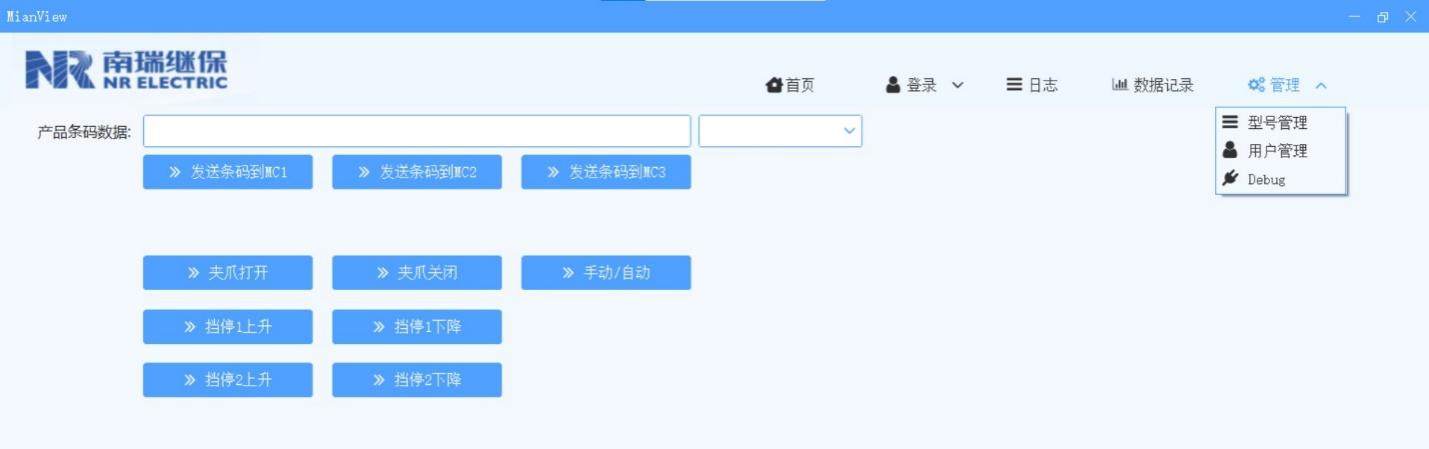 MianView
NR 南瑞继保
NR ELECTRIC
首页 登录 日志 数据记录 管理
型号管理
用户管理
Debug
产品条码数据:
发送条码到MC1 发送条码到MC2 发送条码到MC3
夹爪打开 夹爪关闭 手动/自动
挡停1上升 挡停1下降
挡停2上升 挡停2下降